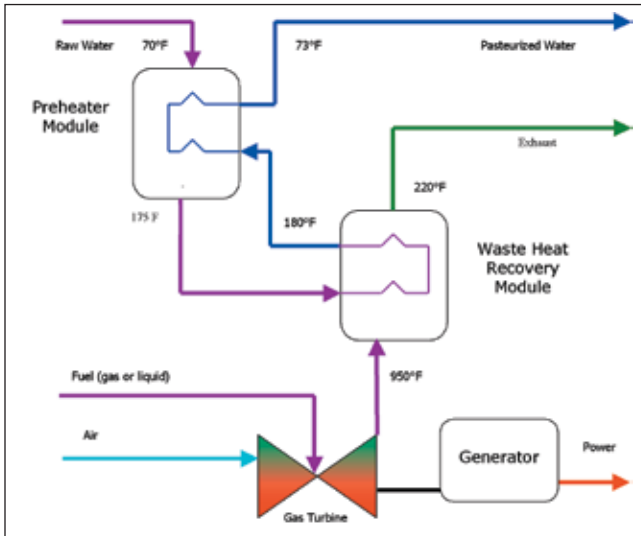 Raw Water
70°F
73°F
Pasteurized Water
Preheater
Module
Exhaust
175 F
180°F
220°F
Waste Heat
Recovery
Module
Fuel (gas or liquid)
950°F
Air
Generator
Power
Gas Turbine